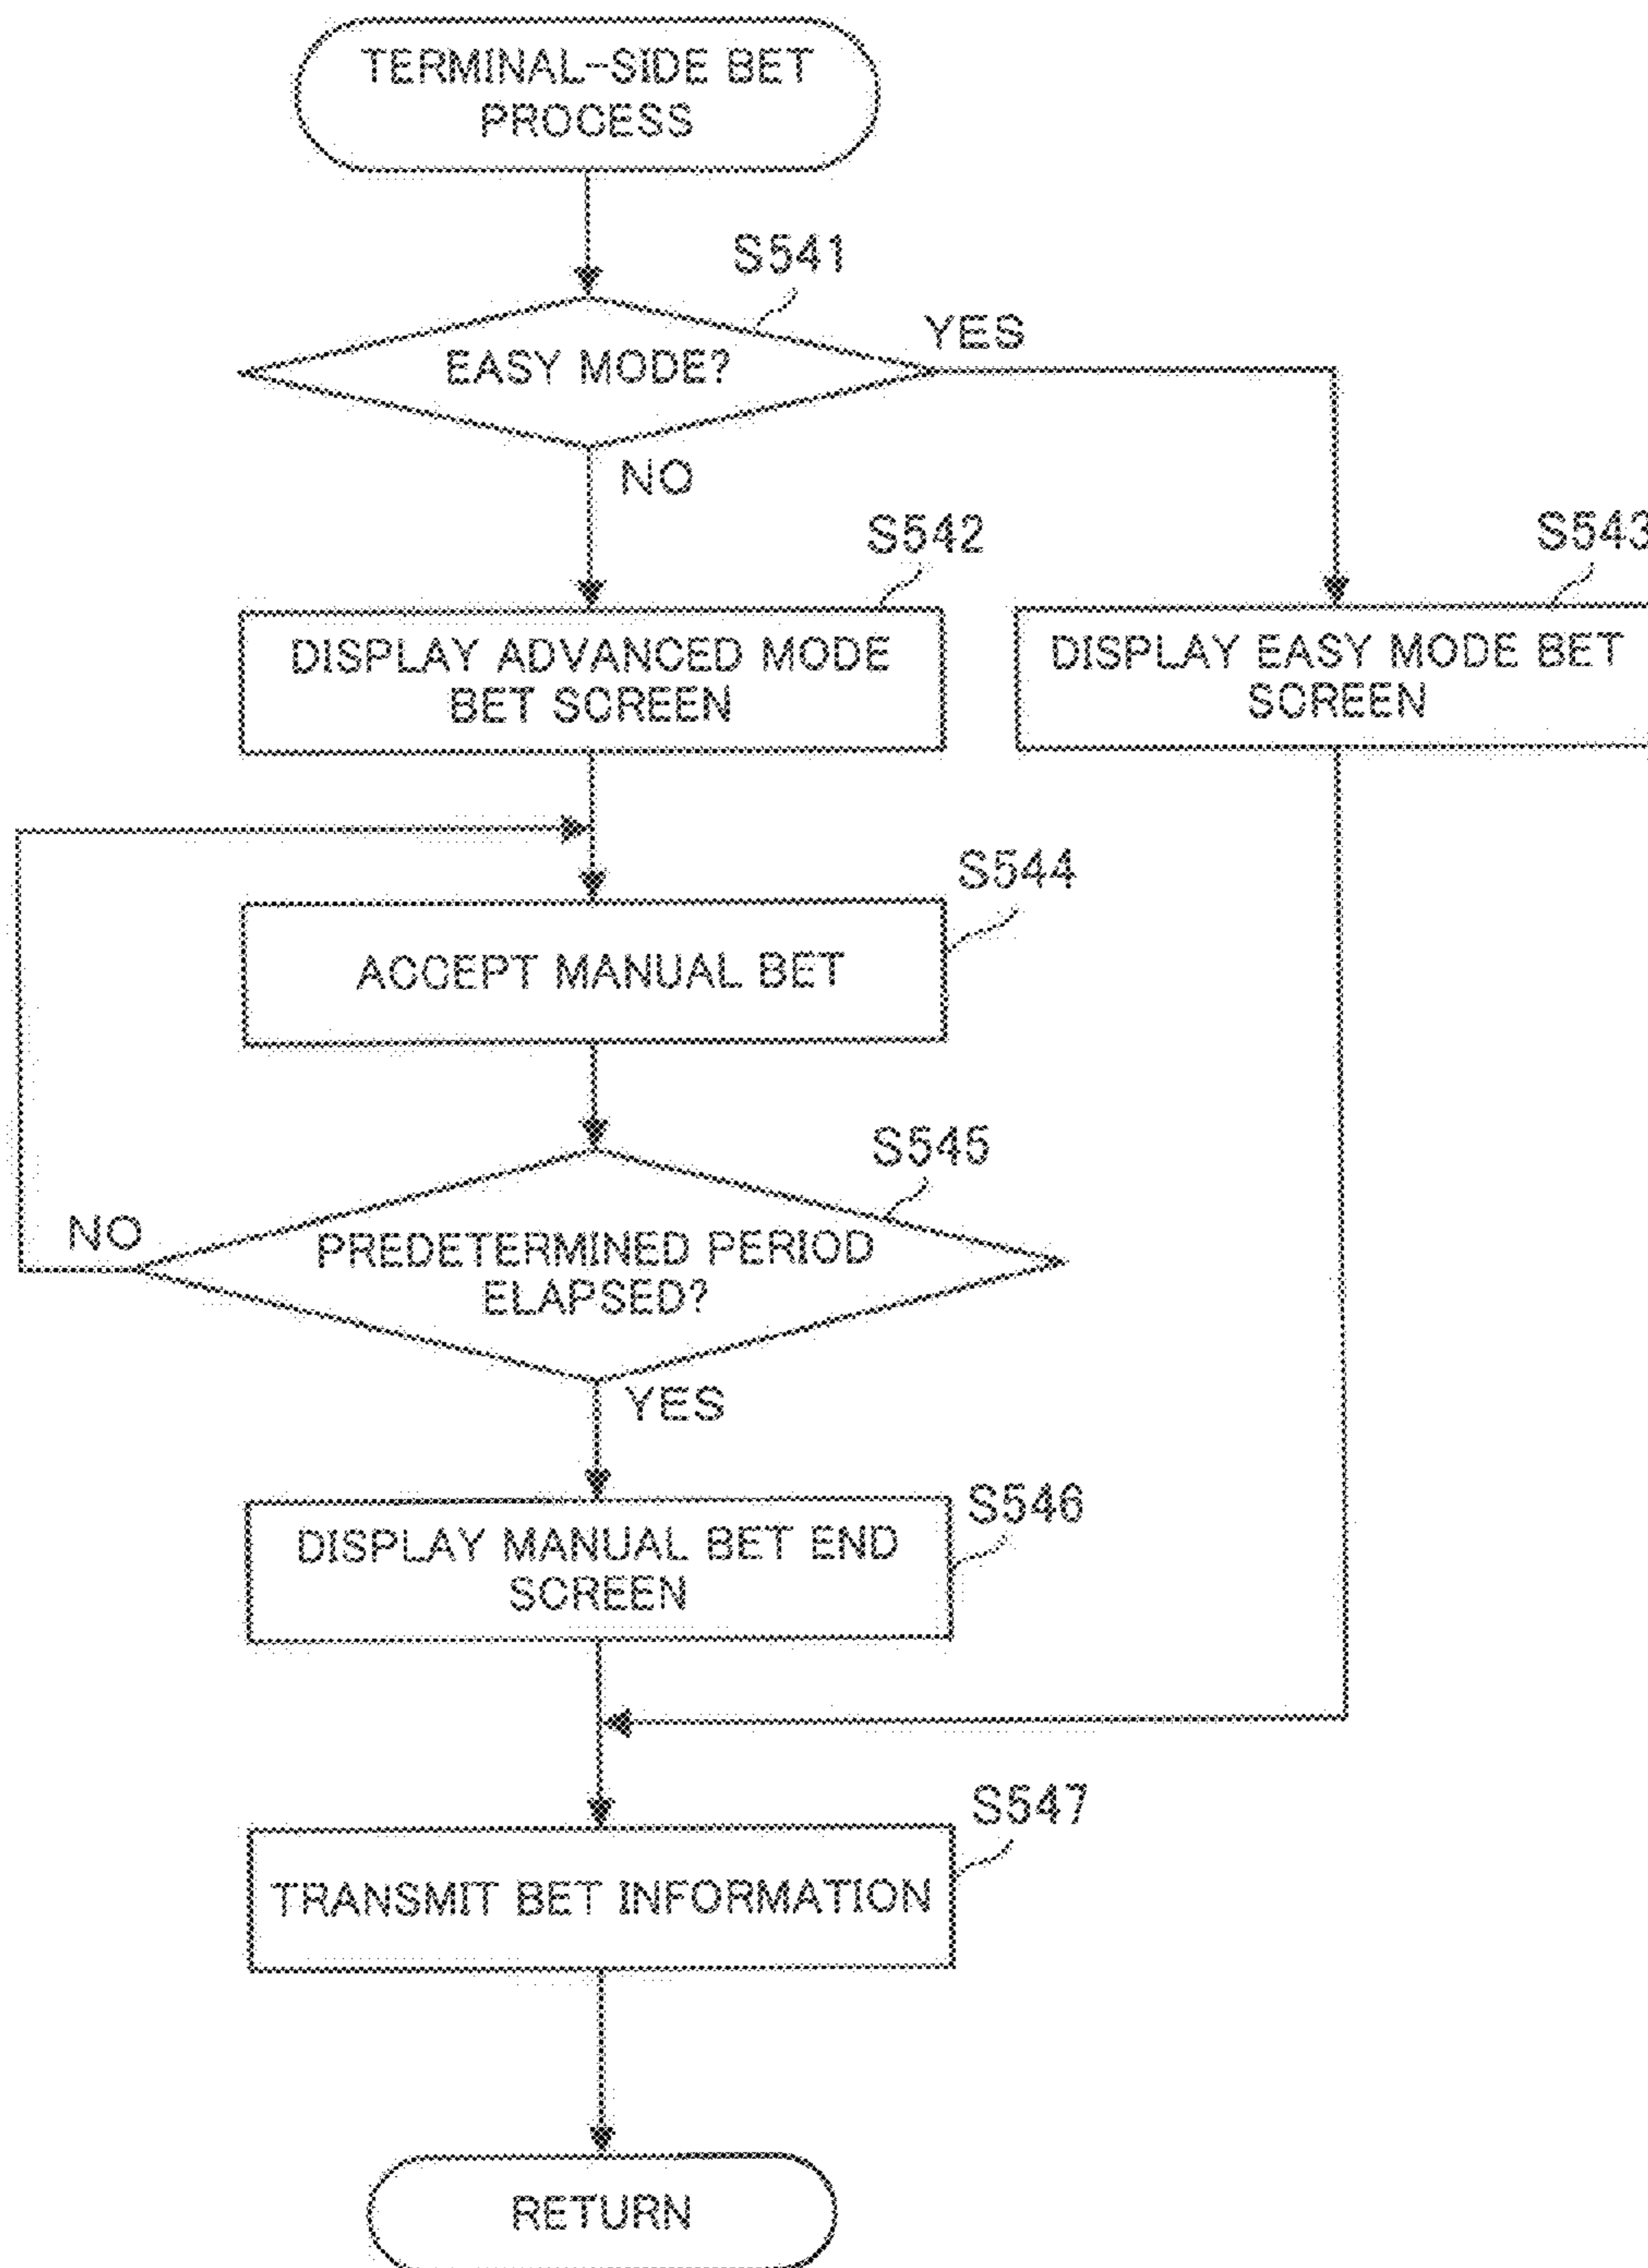 TERMINAL-SIDE BET
PROCESS
S541
EASY MODE?
YES
NO
S542
DISPLAY ADVANCED MODE
BET SCREEN
S543
DISPLAY EASY MODE BET
SCREEN
S544
ACCEPT MANUAL BET
S545
PREDETERMINED PERIOD
ELAPSED?
NO
YES
S546
DISPLAY MANUAL BET END
SCREEN
S547
TRANSMIT BET INFORMATION
RETURN